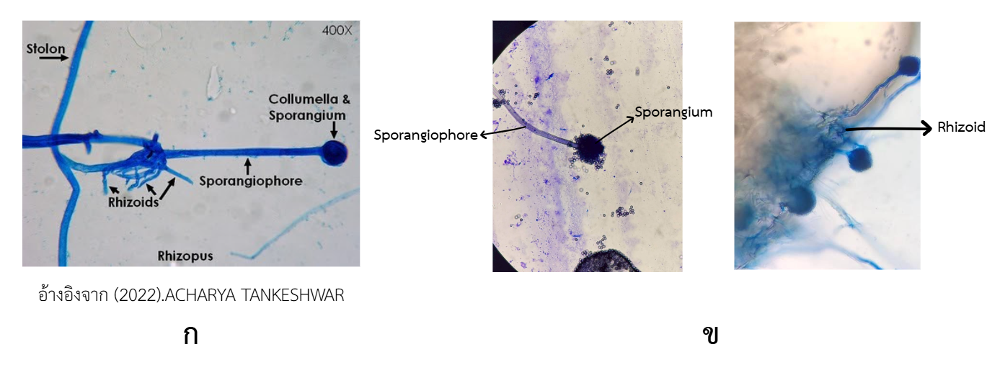 400X
Stolon
Collumella &
Sporangium
Sporangiophore
Rhizoids
Rhizopus
อ้างอิงจาก (2022).ACHARYA TANKESHWAR
ก
Sporangiophore
Sporangium
Rhizoid
ข